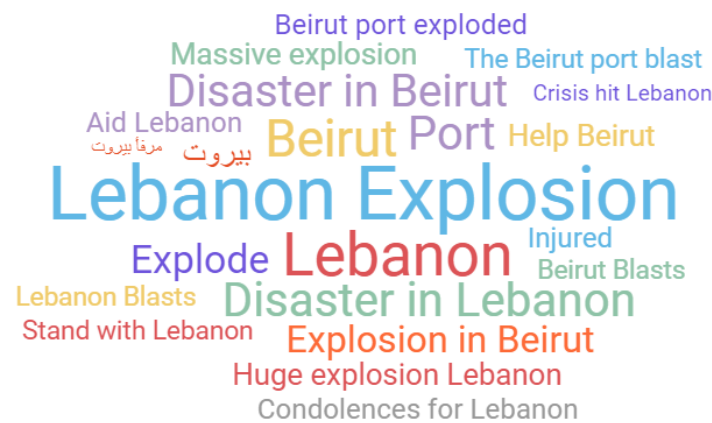 Beirut port exploded
Massive explosion
The Beirut port blast
Disaster in Beirut
Crisis hit Lebanon
Aid Lebanon
Beirut
Port
Help Beirut
مرفأ بيروت
بيروت
Lebanon Explosion
Injured
Explode
Lebanon
Beirut Blasts
Lebanon Blasts
Disaster in Lebanon
Stand with Lebanon
Explosion in Beirut
Huge explosion Lebanon
Condolences for Lebanon